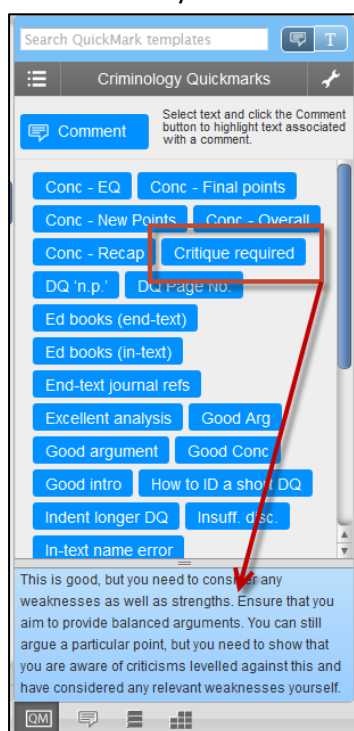 Search QuickMark templates
T
Criminology Quickmarks
Comment
Select text and click the Comment
button to highlight text associated
with a comment.
Conc - EQ Conc - Final points
Conc - New Points Conc - Overall
Conc - Recap Critique required
DQ 'n.p.' DQ Page No.
Ed books (end-text)
Ed books (in-text)
End-text journal refs
Excellent analysis Good Arg
Good argument Good Conc
Good intro How to ID a short DQ
Indent longer DQ Insuff. disc.
In-text name error
This is good, but you need to consider any
weaknesses as well as strengths. Ensure that you
aim to provide balanced arguments. You can still
argue a particular point, but you need to show that
you are aware of criticisms levelled against this and
have considered any relevant weaknesses yourself.
QM